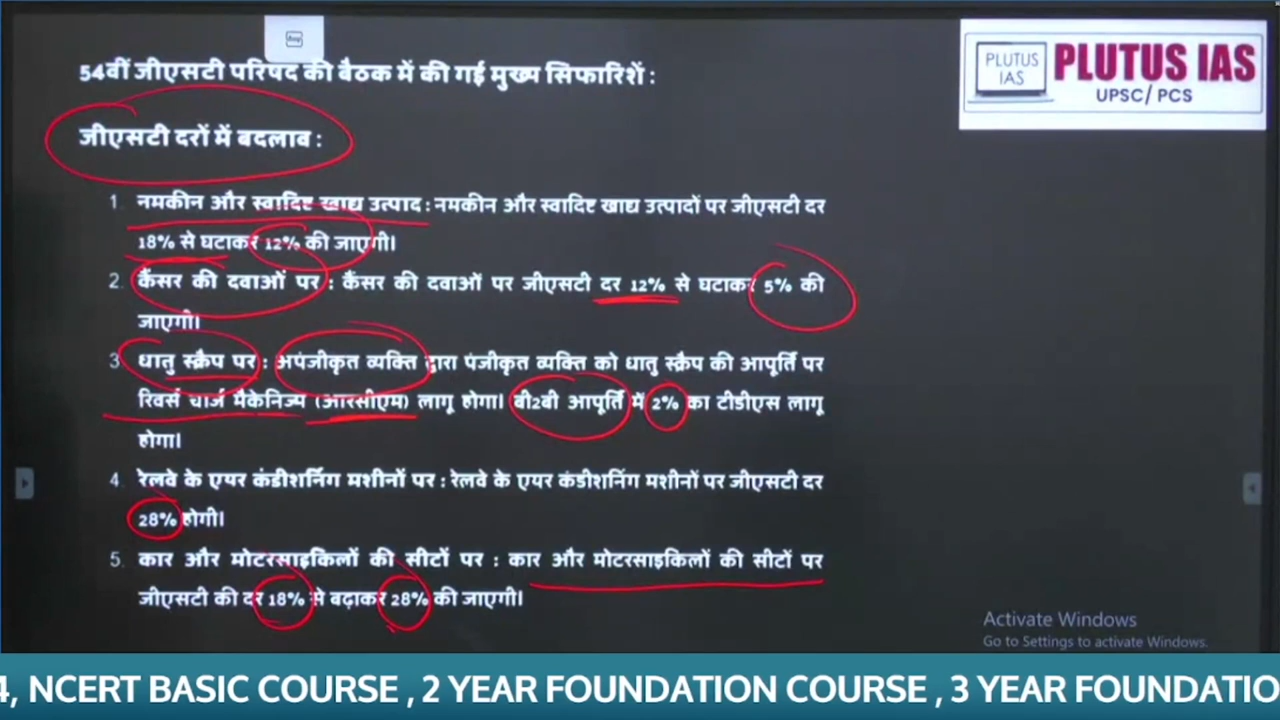 54वीं जीएसटी परिषद की बैठक में की गई मुख्य सिफारिशें :
PLUTUS IAS
PLUTUS IAS
UPSC/ PCS
जीएसटी दरों में बदलाव :
1. नमकीन और स्वादिष्ट खाद्य उत्पाद : नमकीन और स्वादिष्ट खाद्य उत्पादों पर जीएसटी दर
18% से घटाकर 12% की जाएगी।
2. कैंसर की दवाओं पर : कैंसर की दवाओं पर जीएसटी दर 12% से घटाकर 5% की
जाएगी।
3. धातु स्क्रैप पर : अपंजीकृत व्यक्ति द्वारा पंजीकृत व्यक्ति को धातु स्क्रैप की आपूर्ति पर
रिवर्स चार्ज मैकेनिज्म (आरसीएम) लागू होगा। बी2बी आपूर्ति में 2% का टीडीएस लागू
होगा।
4. रेलवे के एयर कंडीशनिंग मशीनों पर : रेलवे के एयर कंडीशनिंग मशीनों पर जीएसटी दर
28% होगी।
5. कार और मोटरसाइकिलों की सीटों पर : कार और मोटरसाइकिलों की सीटों पर
जीएसटी की दर 18% से बढ़ाकर 28% की जाएगी।
Activate Windows
Go to Settings to activate Windows.
4, NCERT BASIC COURSE , 2 YEAR FOUNDATION COURSE , 3 YEAR FOUNDATIO